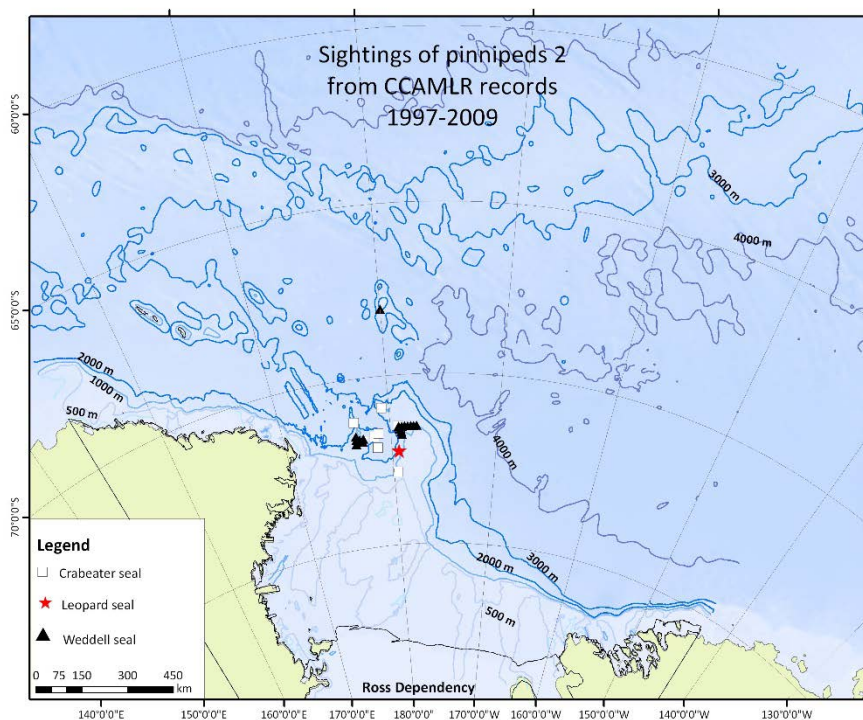 Sightings of pinnipeds 2
from CCAMLR records
1997-2009
60°0'0"S
65°0'0"S
70°0'0"S
3000 m
4000 m
2000 m
1000 m
500 m
4000 m
3000 m
2000 m
500 m
Legend
Crabeater seal
Leopard seal
Weddell seal
0 75 150 300 450
km
Ross Dependency
140°0'0"E 150°0'0"E 160°0'0"E 170°0'0"E 180°0'0" 170°0'0"W 160°0'0"W 150°0'0"W 140°0'0"W 130°0'0"W